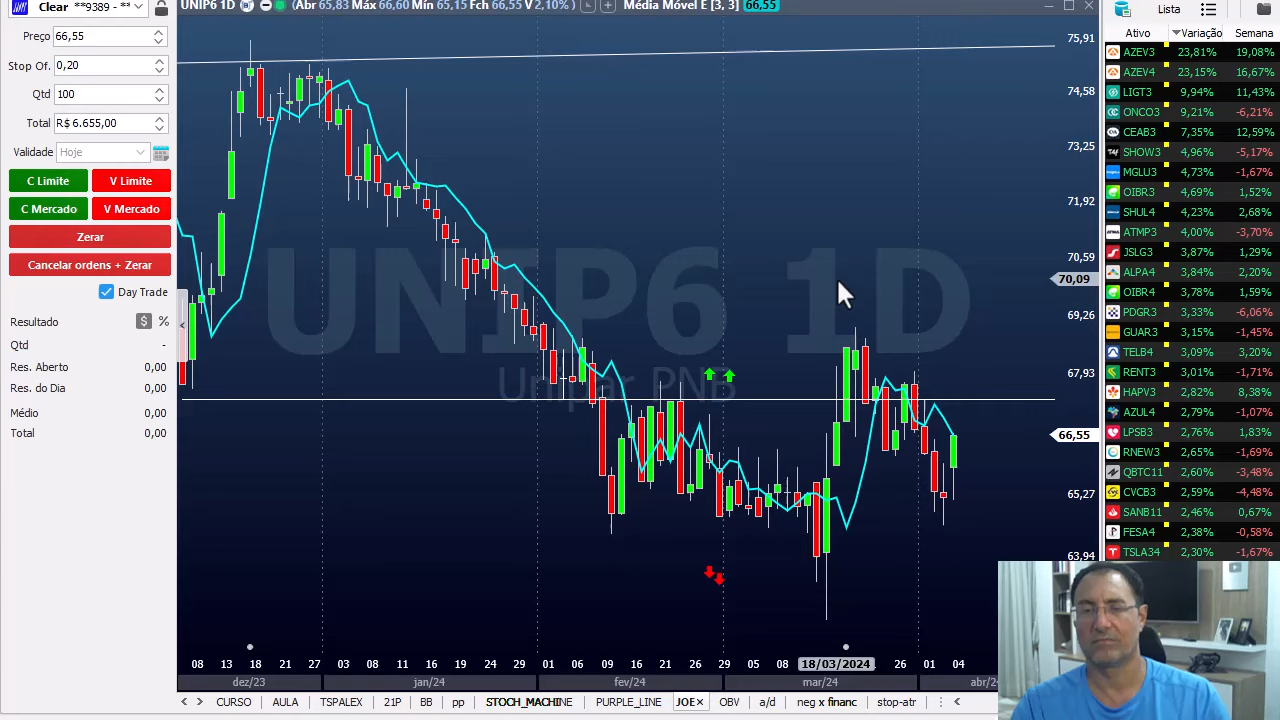 Clear **9389 - **
Preço 66,55
Stop Of. 0,20
Qtd 100
Total R$ 6.655,00
Validade Hoje
C Limite V Limite
C Mercado V Mercado
Zerar
Cancelar ordens + Zerar
Day Trade
Resultado $ %
Qtd -
Res. Aberto 0,00
Res. do Dia 0,00
Médio 0,00
Total 0,00
UNIP6 1D (Abr 65,83 Máx 66,60 Mín 65,15 Fch 66,55 V 2,10%) Média Móvel E [3, 3] 66,55
UNIP6 1D
Unipar PNB
75,91
74,58
73,25
71,92
70,59
70,09
69,26
67,93
66,55
65,27
63,94
08 13 18 21 27 03 08 11 16 19 24 29 01 06 09 16 21 26 29 05 08 18/03/2024 26 01 04
dez/23 jan/24 fev/24 mar/24 abr/24
CURSO AULA TSPALEX 21P BB pp STOCH_MACHINE PURPLE_LINE JOE× OBV a/d neg x financ stop-atr
Lista
Ativo Variação Semana
AZEV3 23,81% 19,08%
AZEV4 23,15% 16,67%
LIGT3 9,94% 11,43%
ONCO3 9,21% -6,21%
CEAB3 7,35% 12,59%
SHOW3 4,96% -5,17%
MGLU3 4,73% -1,67%
OIBR3 4,69% 1,52%
SHUL4 4,23% 2,68%
ATMP3 4,00% -3,70%
JSLG3 3,87% 1,29%
ALPA4 3,84% 2,20%
OIBR4 3,78% 1,59%
PDGR3 3,33% -6,06%
GUAR3 3,15% -1,45%
TELB4 3,09% 3,20%
RENT3 3,01% -1,71%
HAPV3 2,82% 8,38%
AZUL4 2,79% -1,07%
LPSB3 2,76% 1,83%
RNEW3 2,65% -1,69%
QBTC11 2,60% -3,48%
CVCB3 2,59% -4,48%
SANB11 2,46% 0,67%
FESA4 2,38% -0,58%
TSLA34 2,30% -1,67%